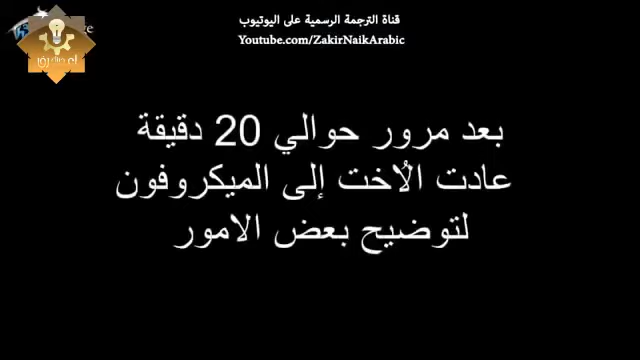 قناة الترجمة الرسمية على اليوتيوب
Youtube.com/ZakirNaikArabic
بعد مرور حوالي 20 دقيقة
عادت الأخت إلى الميكروفون
لتوضيح بعض الامور